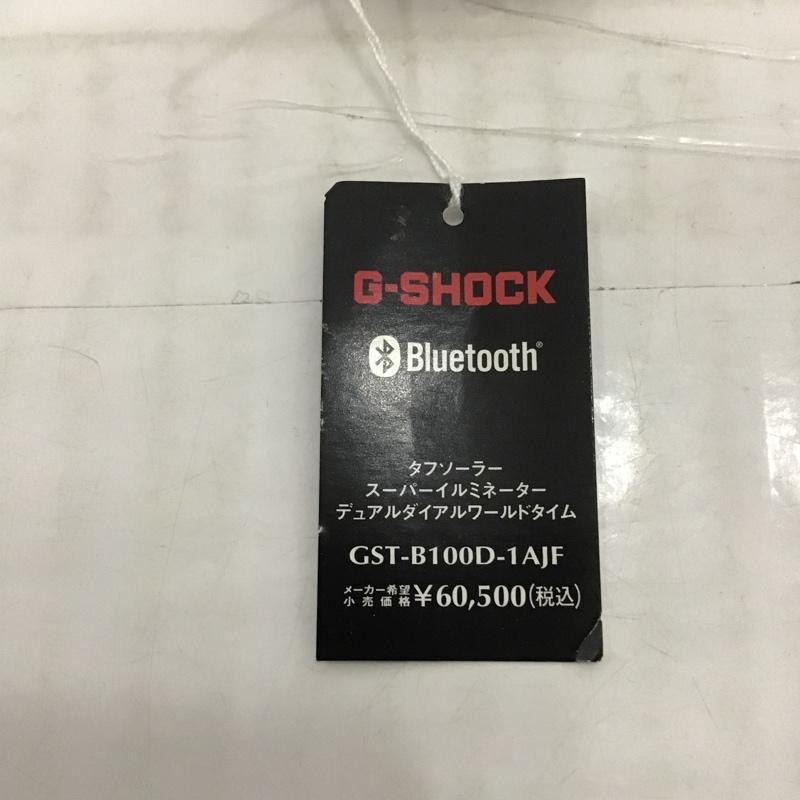 G-SHOCK
Bluetooth®
タフソーラー
スーパーイルミネーター
デュアルダイアルワールドタイム
GST-B100D-1AJF
メーカー希望小売価格 ¥60,500(税込)